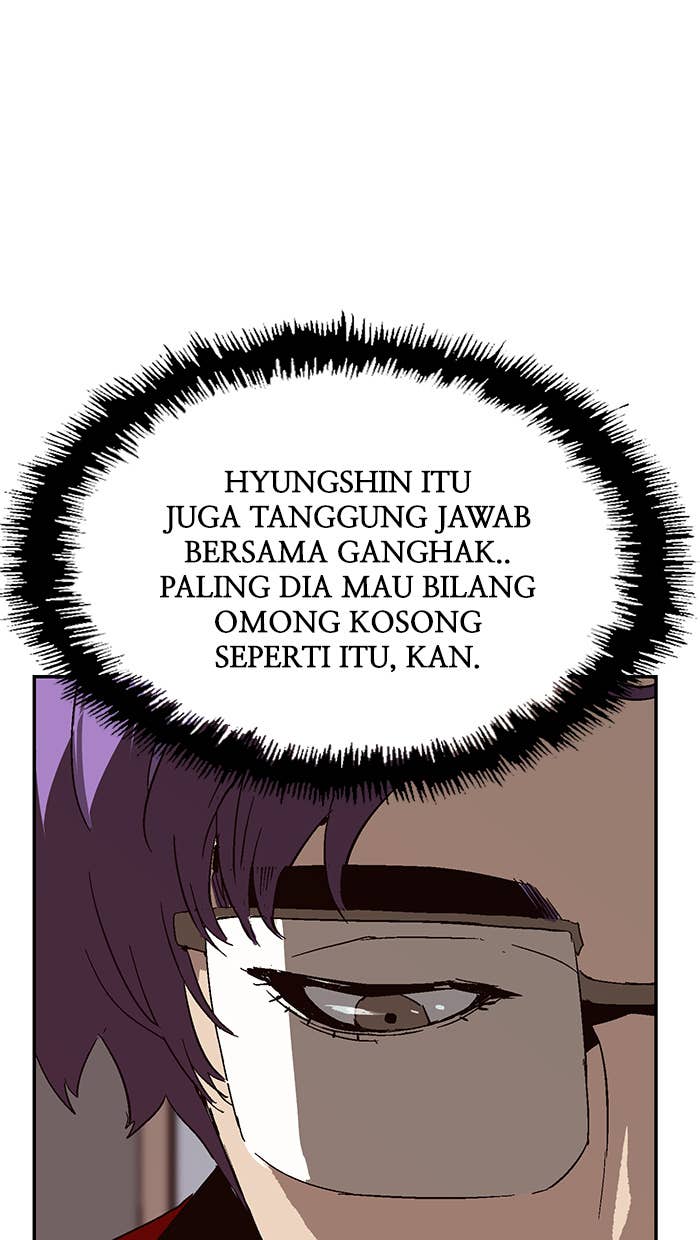 HYUNGSHIN ITU
JUGA TANGGUNG JAWAB
BERSAMA GANGHAK..
PALING DIA MAU BILANG
OMONG KOSONG
SEPERTI ITU, KAN.